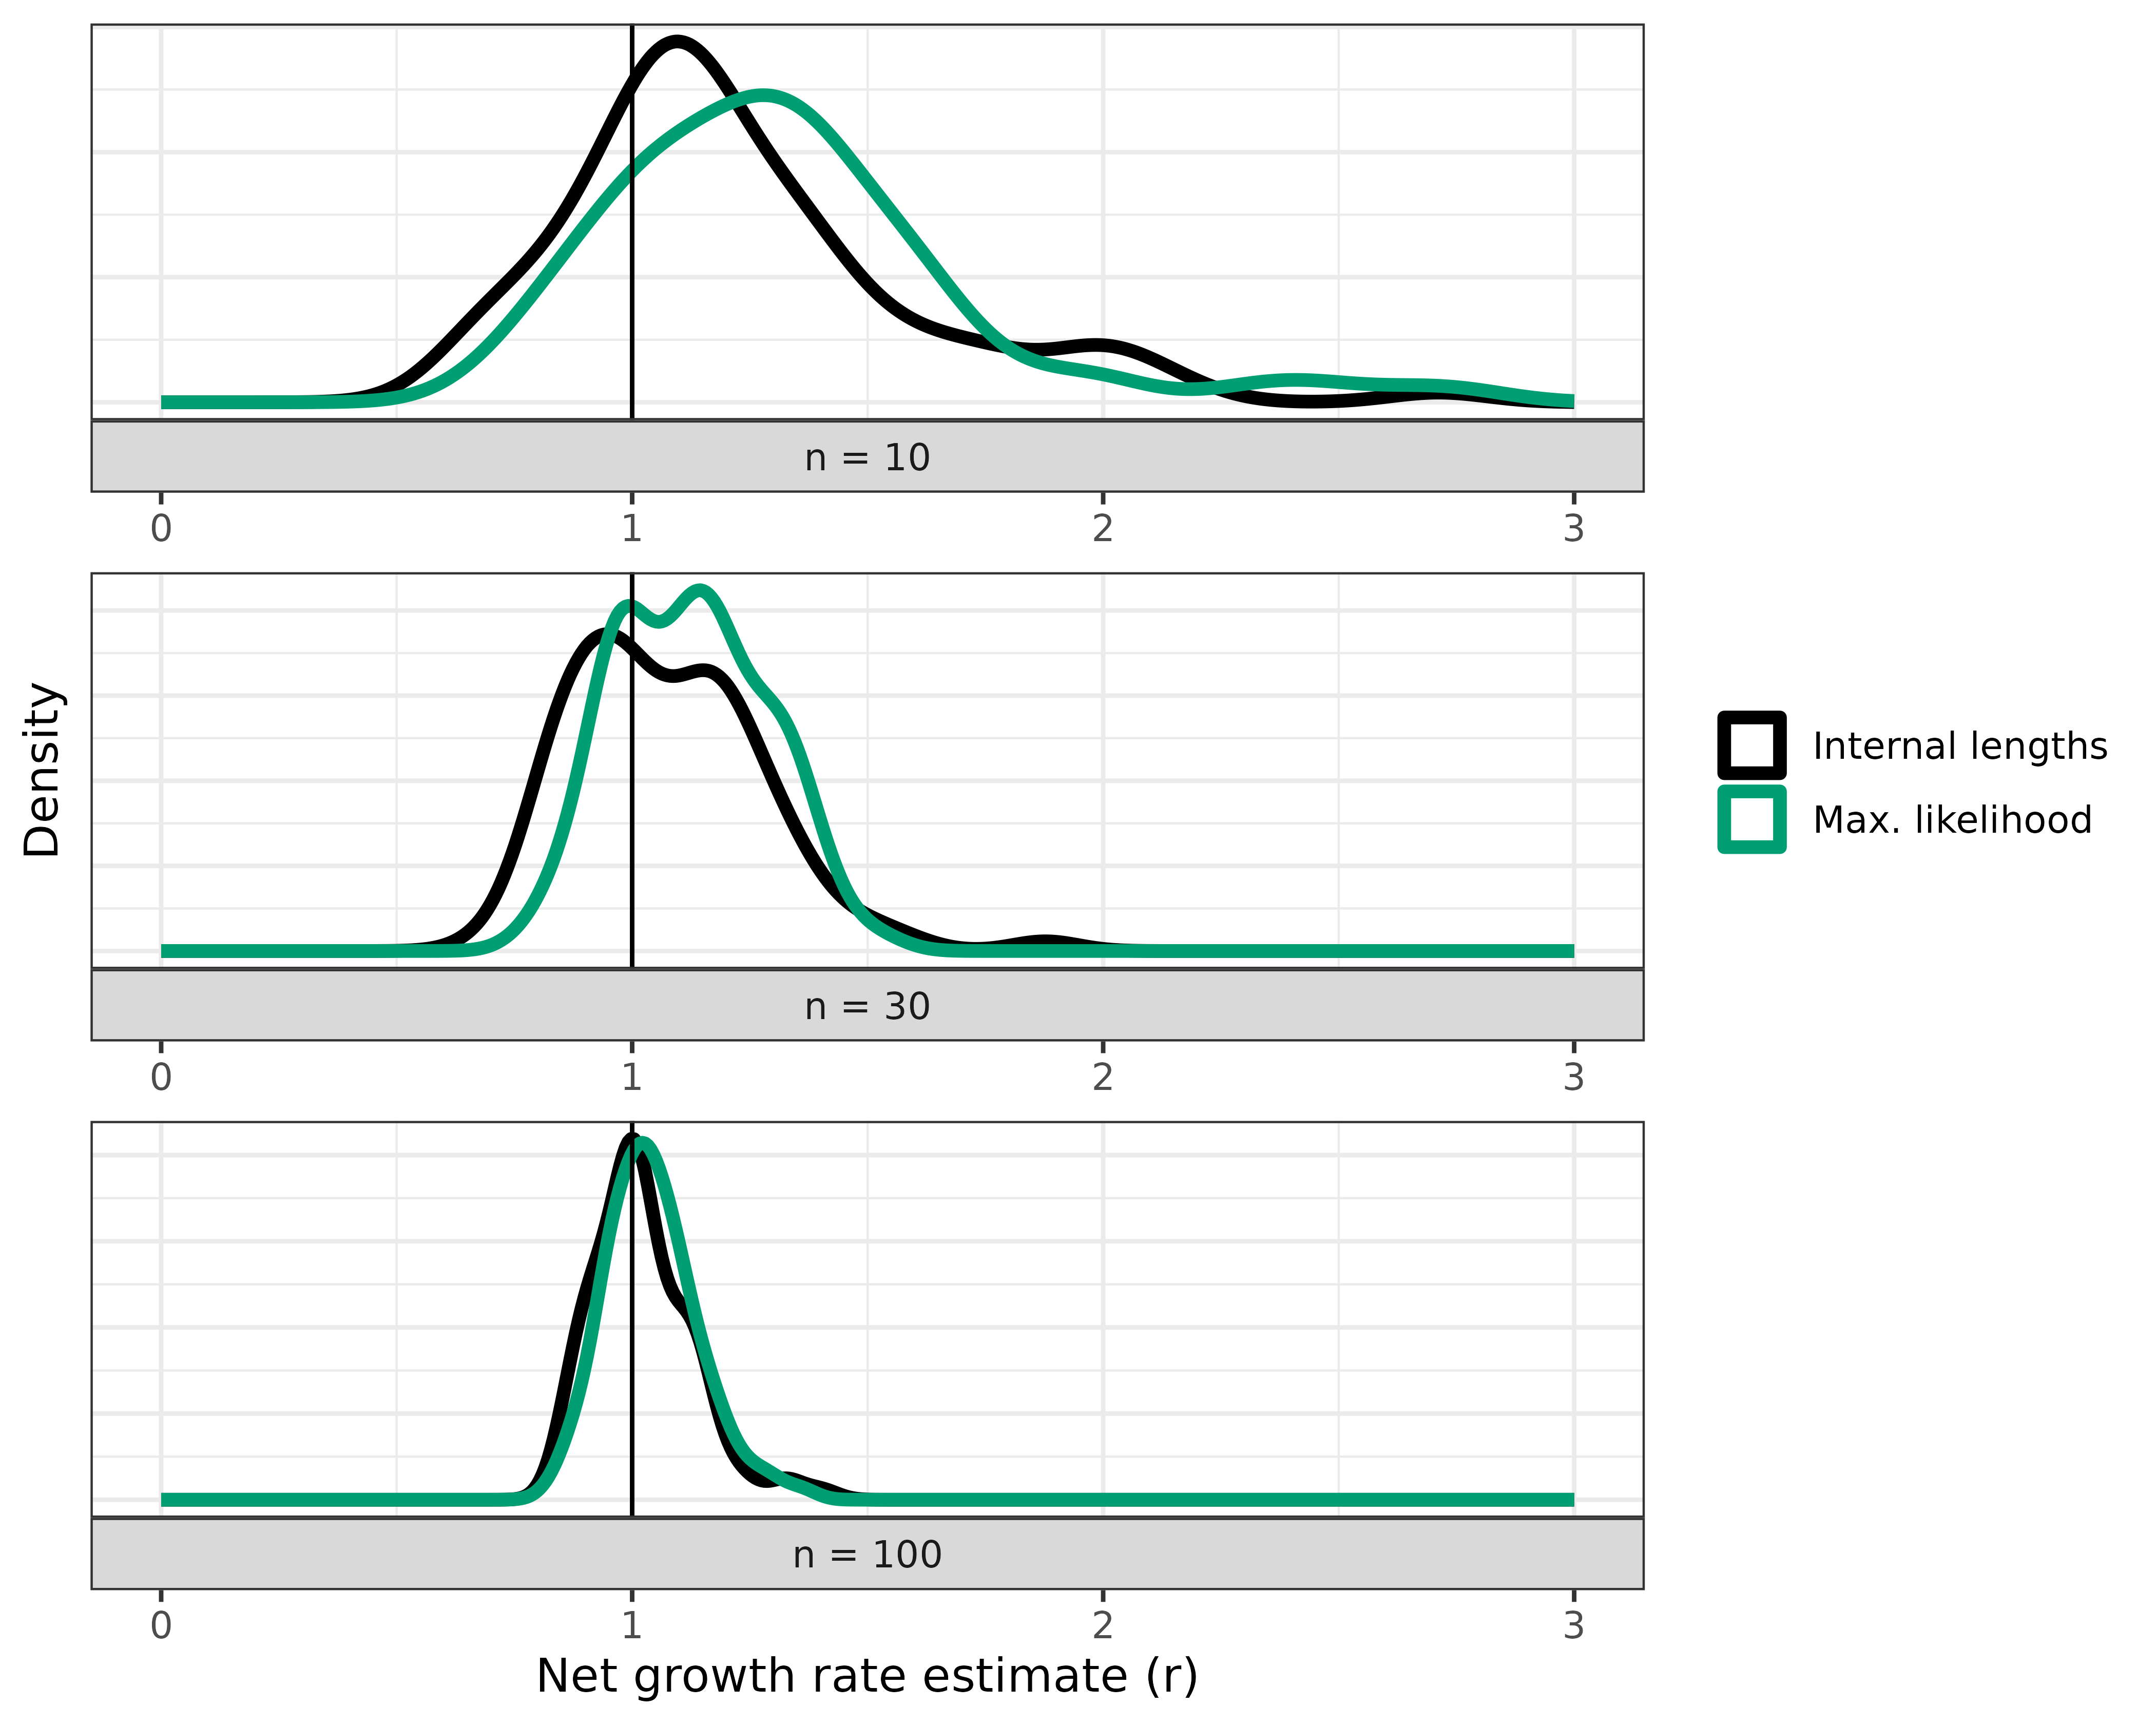 n = 10
0 1 2 3
Density
n = 30
0 1 2 3
Internal lengths
Max. likelihood
n = 100
0 1 2 3
Net growth rate estimate (r)